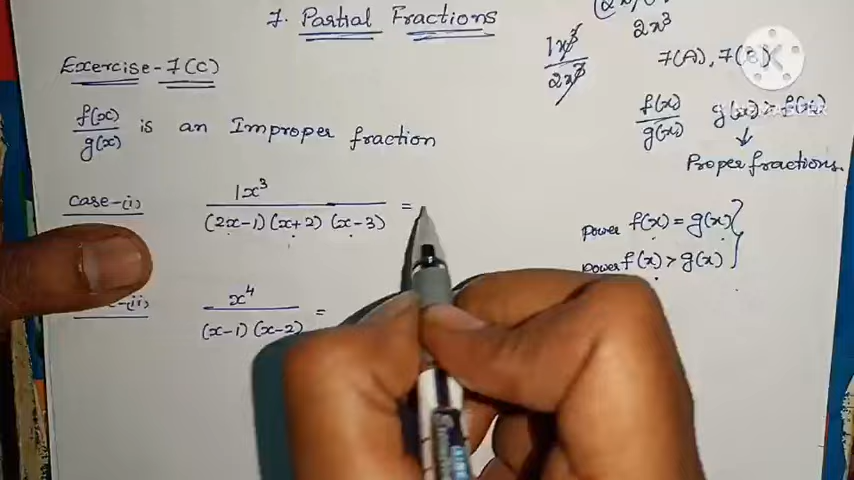 7. Partial Fractions
2x³
1x³
2x³
7(A), 7(B)
Exercise-7(C)
f(x)
g(x)
is an Improper fraction
f(x)
g(x)
g(x) > f(x)
↓
Proper fractions.
case-(i)
1x³
(2x-1) (x+2) (x-3)
=
power f(x) = g(x)
power f(x) > g(x)
-(ii)
x⁴
(x-1) (x-2)
=